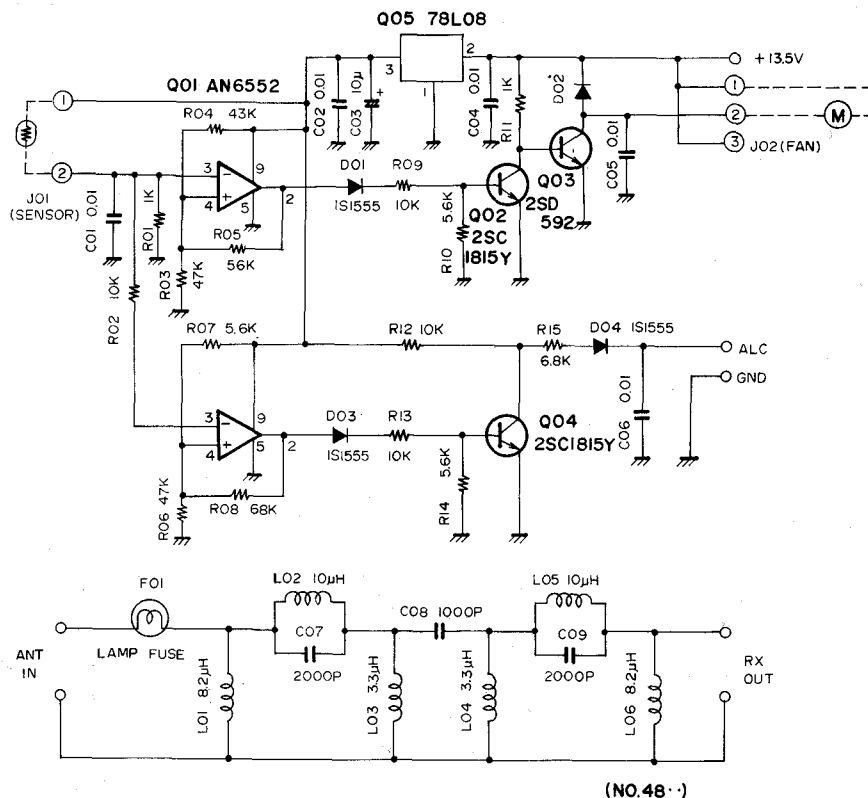 Q05 78L08
Q01 AN6552
3
2
1
+13.5V
C02 0.01
C03 10μ
+
C04 0.01
R11 1K
D02
1
R04 43K
1
2
M
3 J02(FAN)
2
J01
(SENSOR)
3
4
-
+
9
5
2
D01
1S1555
R09
10K
Q03
2SD
592
Q02
2SC
1815Y
C05 0.01
C01 0.01
R01 1K
R05
56K
R10 5.6K
R03 47K
R02 10K
R07 5.6K
R12 10K
R15
6.8K
D04 1S1555
ALC
GND
3
4
-
+
9
5
2
D03
1S1555
R13
10K
Q04
2SC1815Y
C06 0.01
R14 5.6K
R08 68K
R06 47K
F01
LAMP FUSE
L02 10μH
C07
2000P
C08 1000P
L05 10μH
C09
2000P
ANT
IN
RX
OUT
L01 8.2μH
L03 3.3μH
L04 3.3μH
L06 8.2μH
(NO.48··)